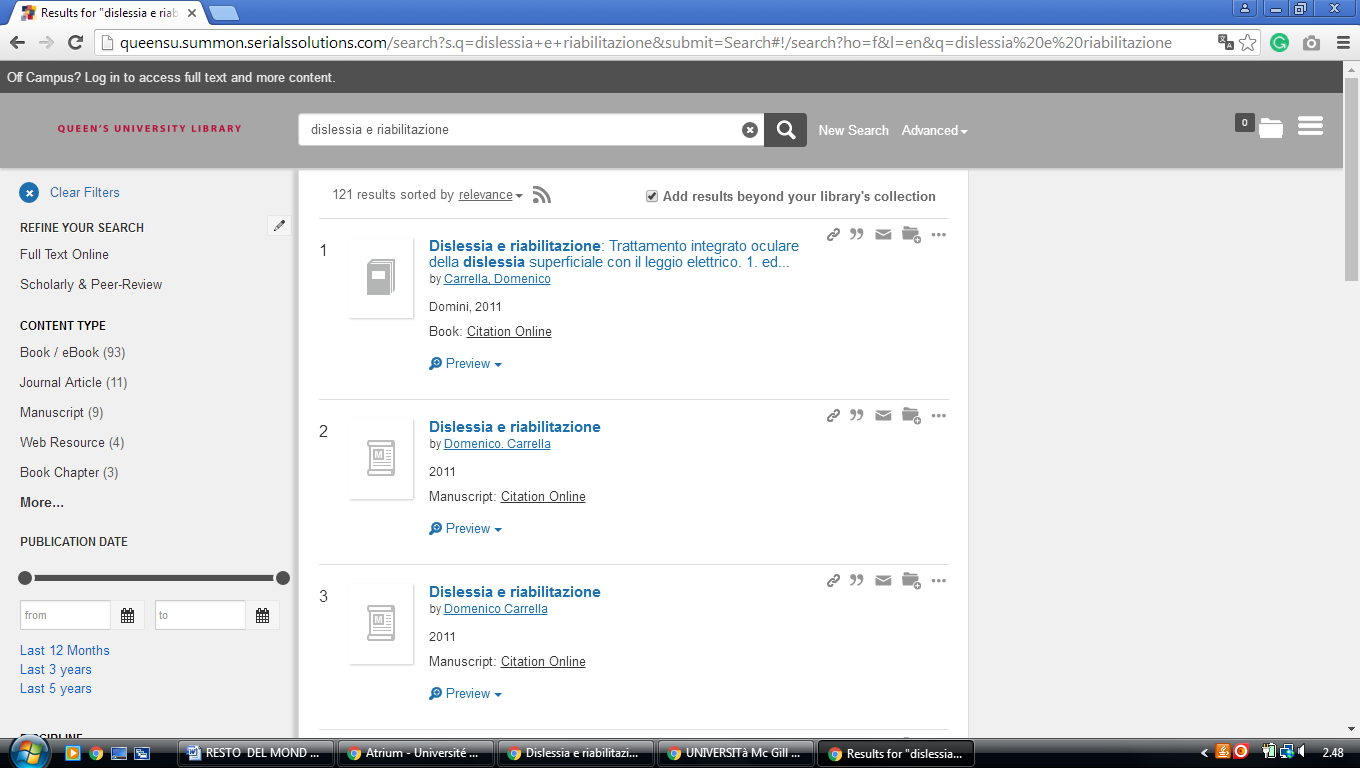 Results for "dislessia e riab
queensu.summon.serialssolutions.com/search?s.q=dislessia+e+riabilitazione&submit=Search#!/search?ho=f&l=en&q=dislessia%20e%20riabilitazione
Off Campus? Log in to access full text and more content.
QUEEN'S UNIVERSITY LIBRARY
dislessia e riabilitazione
New Search
Advanced
0
Clear Filters
REFINE YOUR SEARCH
Full Text Online
Scholarly & Peer-Review
CONTENT TYPE
Book / eBook (93)
Journal Article (11)
Manuscript (9)
Web Resource (4)
Book Chapter (3)
More...
PUBLICATION DATE
from
to
Last 12 Months
Last 3 years
Last 5 years
DISCIPLINE
121 results sorted by relevance
Add results beyond your library's collection
1
Dislessia e riabilitazione: Trattamento integrato oculare
della dislessia superficiale con il leggio elettrico. 1. ed...
by Carrella, Domenico
Domini, 2011
Book: Citation Online
Preview
2
Dislessia e riabilitazione
by Domenico. Carrella
2011
Manuscript: Citation Online
Preview
3
Dislessia e riabilitazione
by Domenico Carrella
2011
Manuscript: Citation Online
Preview
RESTO DEL MOND ...
Atrium - Université ...
Dislessia e riabilitazi...
UNIVERSITà Mc Gill ...
Results for "dislessia...
2.48